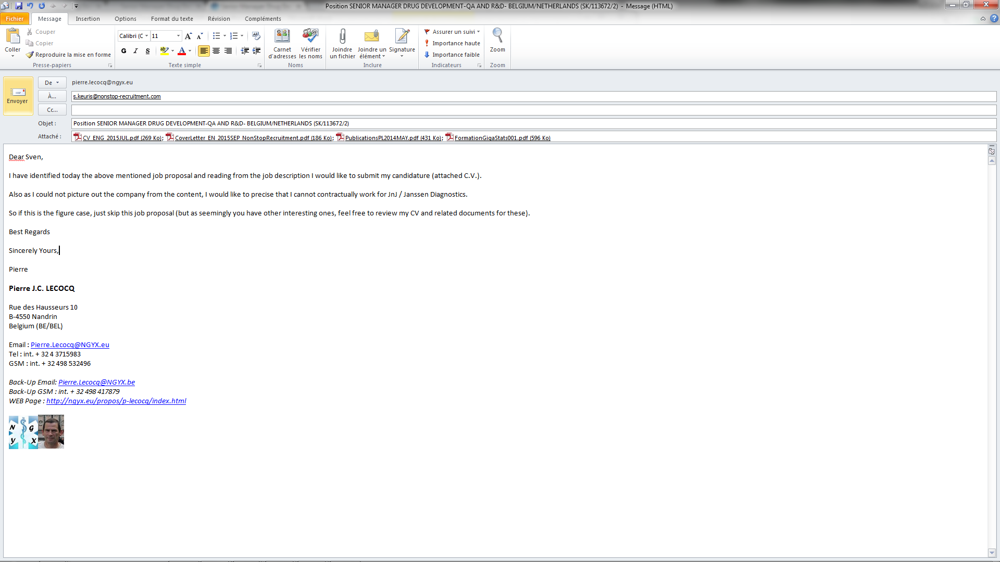 Position SENIOR MANAGER DRUG DEVELOPMENT-QA AND R&D- BELGIUM/NETHERLANDS (SK/113672/2) - Message (HTML)
Fichier Message Insertion Options Format du texte Révision Compléments
Coller
Couper
Copier
Reproduire la mise en forme
Presse-papiers
Calibri (C 11
G I S
Texte simple
Carnet d'adresses
Vérifier les noms
Noms
Joindre un fichier
Joindre un élément
Signature
Inclure
Assurer un suivi
Importance haute
Importance faible
Indicateurs
Zoom
Zoom
Envoyer
De pierre.lecocq@ngyx.eu
À... s.keuris@nonstop-recruitment.com
Cc...
Objet : Position SENIOR MANAGER DRUG DEVELOPMENT-QA AND R&D- BELGIUM/NETHERLANDS (SK/113672/2)
Attaché : CV_ENG_2015JUL.pdf (269 Ko); CoverLetter_EN_2015SEP_NonStopRecruitment.pdf (186 Ko); PublicationsPL2014MAY.pdf (431 Ko); FormationGigaStats001.pdf (596 Ko)
Dear Sven,
I have identified today the above mentioned job proposal and reading from the job description I would like to submit my candidature (attached C.V.).
Also as I could not picture out the company from the content, I would like to precise that I cannot contractually work for JnJ / Janssen Diagnostics.
So if this is the figure case, just skip this job proposal (but as seemingly you have other interesting ones, feel free to review my CV and related documents for these).
Best Regards
Sincerely Yours,
Pierre
Pierre J.C. LECOCQ
Rue des Hausseurs 10
B-4550 Nandrin
Belgium (BE/BEL)
Email : Pierre.Lecocq@NGYX.eu
Tel : int. + 32 4 3715983
GSM : int. + 32 498 532496
Back-Up Email: Pierre.Lecocq@NGYX.be
Back-Up GSM : int. + 32 498 417879
WEB Page : http://ngyx.eu/propos/p-lecocq/index.html
N G
Y X